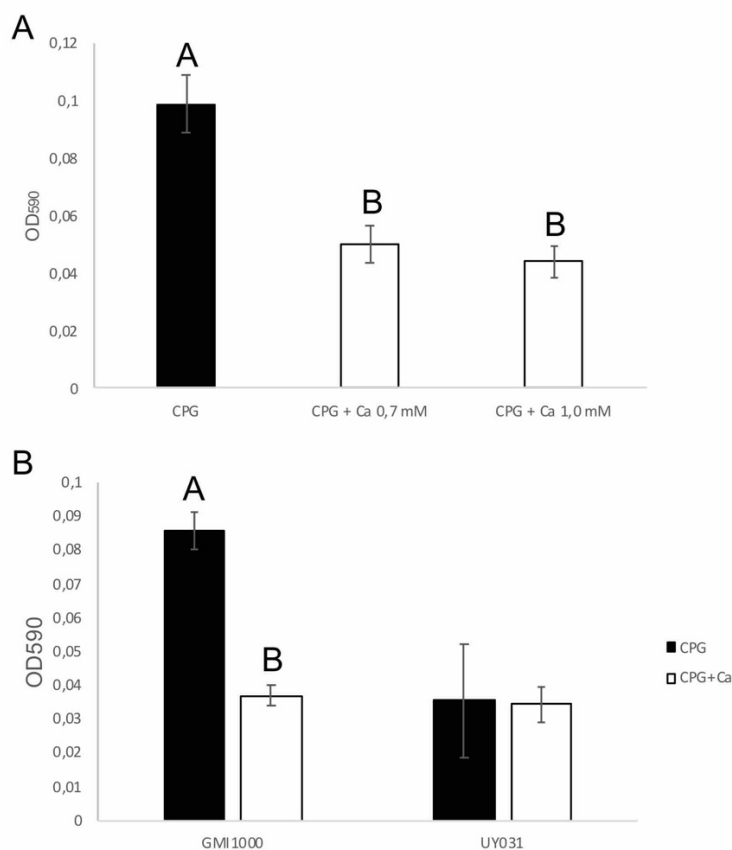 A
0,12
0,1
0,08
0,06
0,04
0,02
0
OD590
A
B
B
CPG
CPG + Ca 0,7 mM
CPG + Ca 1,0 mM
B
0,1
0,09
0,08
0,07
0,06
0,05
0,04
0,03
0,02
0,01
0
OD590
A
B
CPG
CPG+Ca
GMI1000
UY031